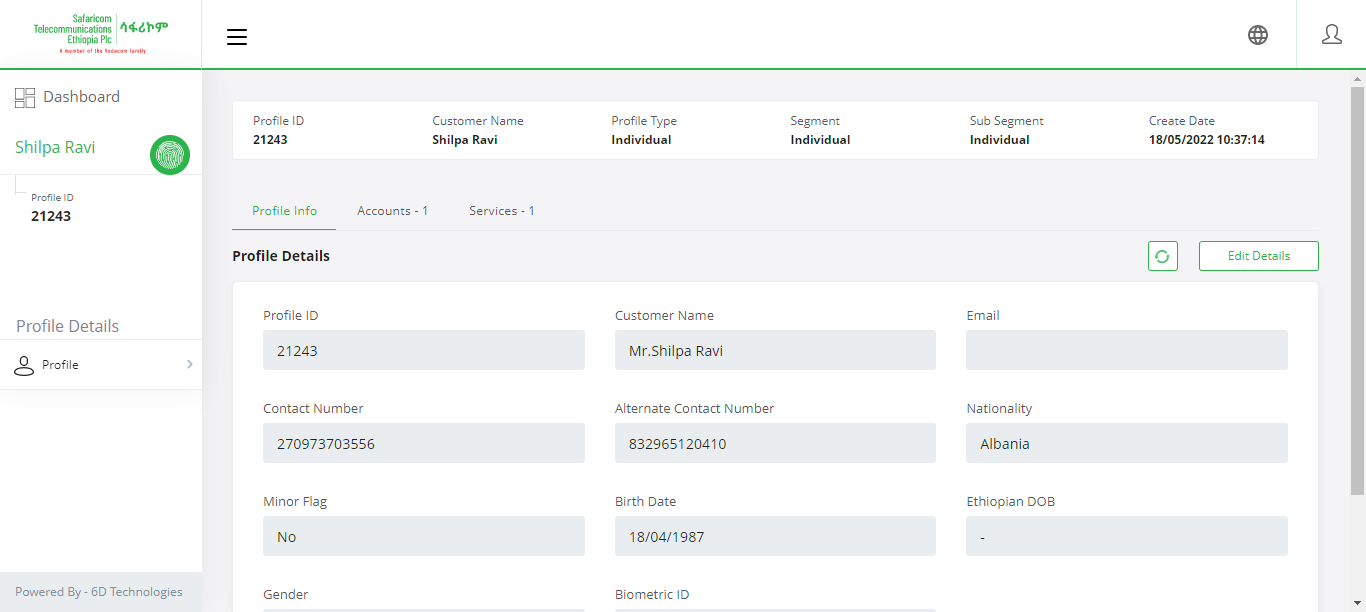 Safaricom
Telecommunications
Ethiopia Plc
ሳፋሪኮም
A member of the Vodacom family
Dashboard
Shilpa Ravi
Profile ID
21243
Profile Details
Profile
Powered By - 6D Technologies
Profile ID Customer Name Profile Type Segment Sub Segment Create Date
21243 Shilpa Ravi Individual Individual Individual 18/05/2022 10:37:14
Profile Info Accounts - 1 Services - 1
Profile Details Edit Details
Profile ID Customer Name Email
21243 Mr.Shilpa Ravi
Contact Number Alternate Contact Number Nationality
270973703556 832965120410 Albania
Minor Flag Birth Date Ethiopian DOB
No 18/04/1987 -
Gender Biometric ID